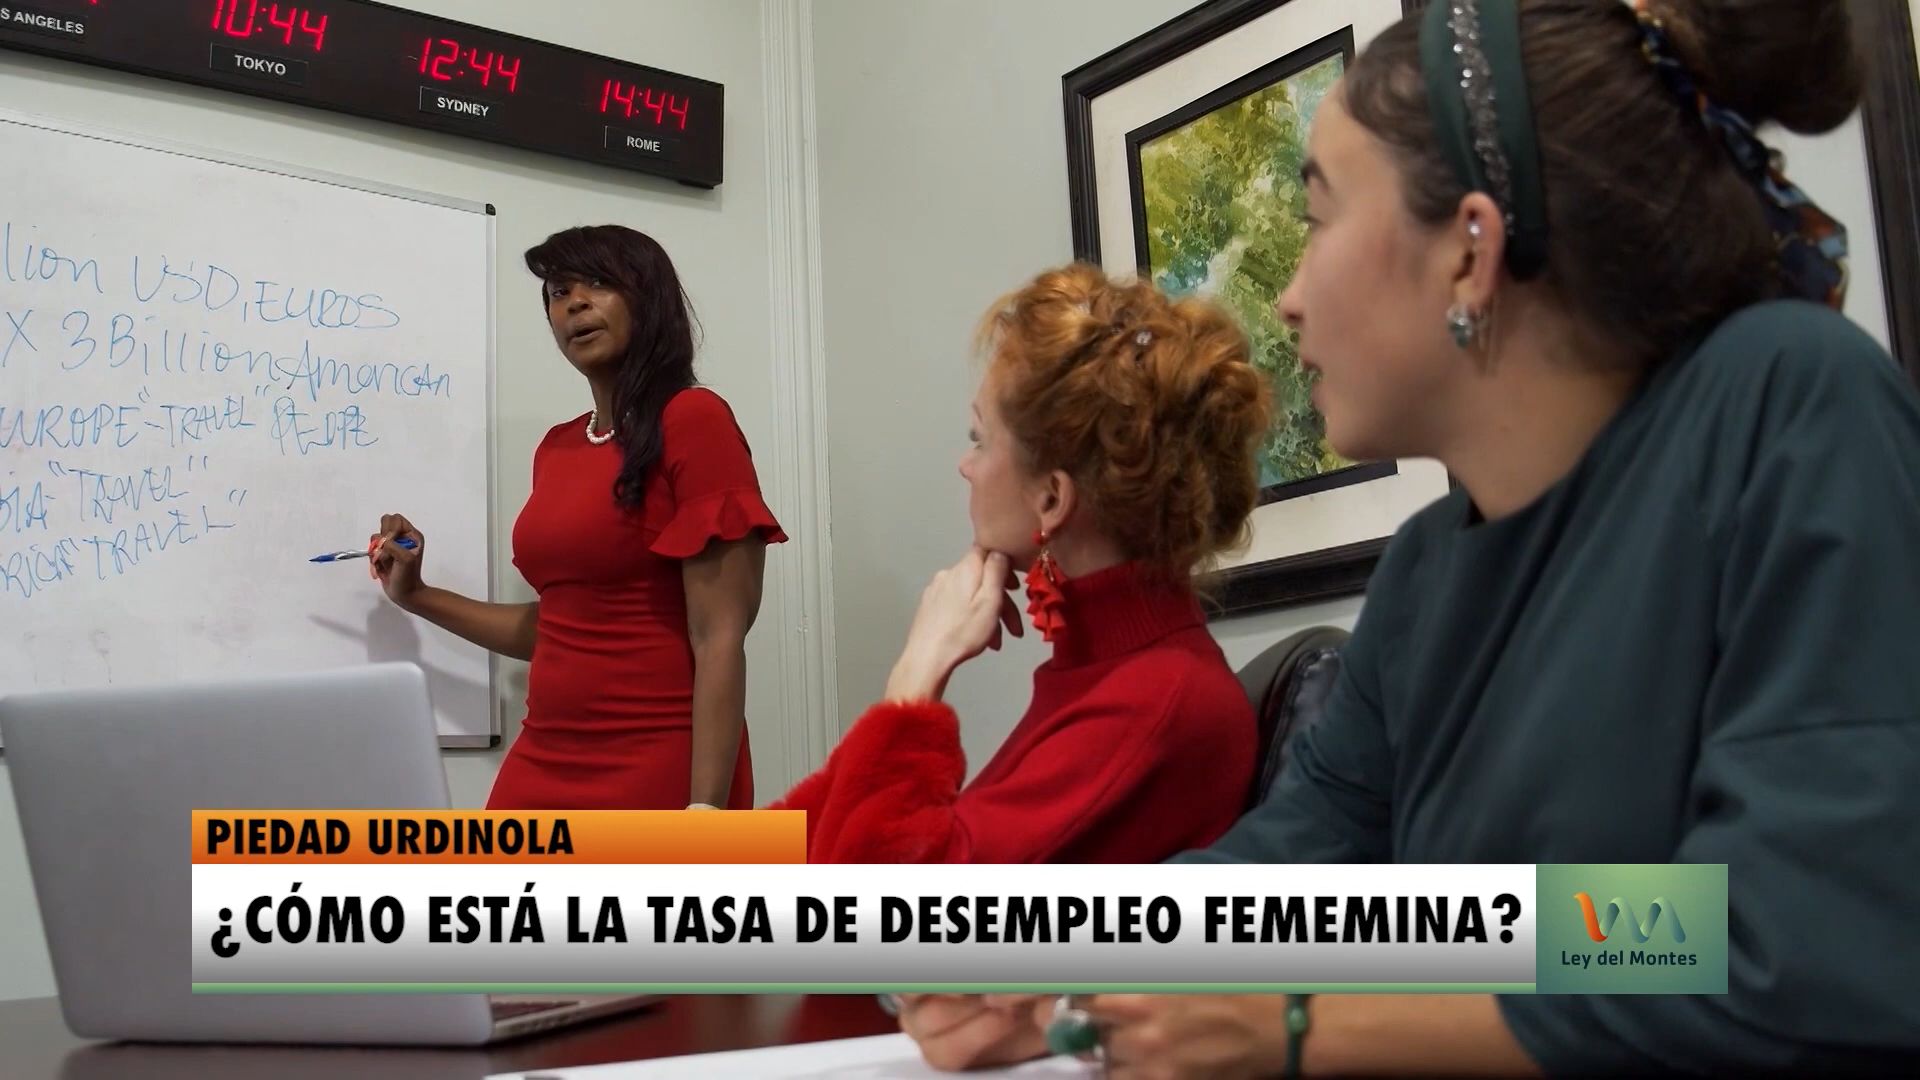 S ANGELES
10:44
TOKYO
12:44
SYDNEY
14:44
ROME
lion USD, EUROS
X 3 Billion American
UROPE "TRAVEL"
"TRAVEL"
"TRAVEL"
PIEDAD URDINOLA
¿CÓMO ESTÁ LA TASA DE DESEMPLEO FEMEMINA?
Ley del Montes